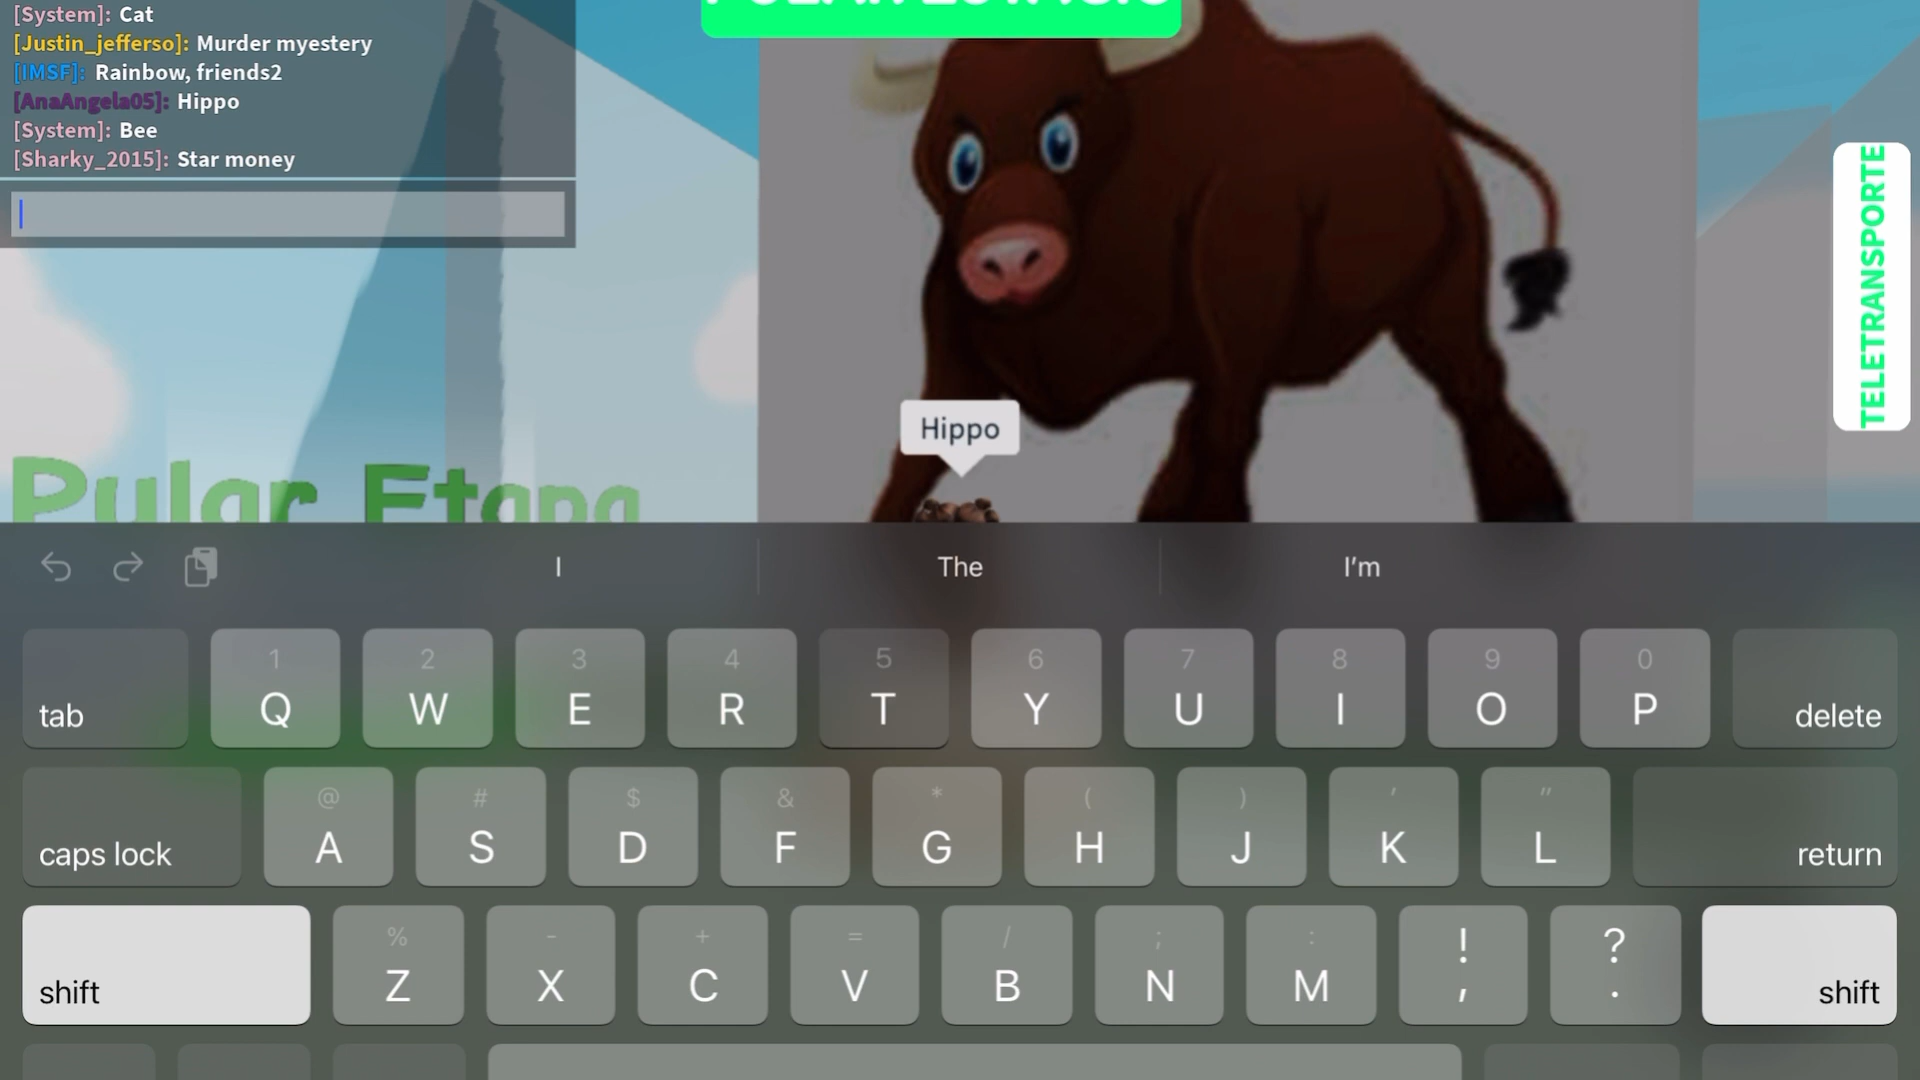 [System]: Cat
[Justin_jefferso]: Murder myestery
[IMSF]: Rainbow, friends2
[AnaAngela05]: Hippo
[System]: Bee
[Sharky_2015]: Star money
TELETRANSPORTE
Hippo
Pular Etapa
I
The
I'm
tab
1 2 3 4 5 6 7 8 9 0
Q W E R T Y U I O P
delete
@ # $ & * ( ) ' "
caps lock
A S D F G H J K L
return
% - + = / ; : ! ?
shift
Z X C V B N M , .
shift